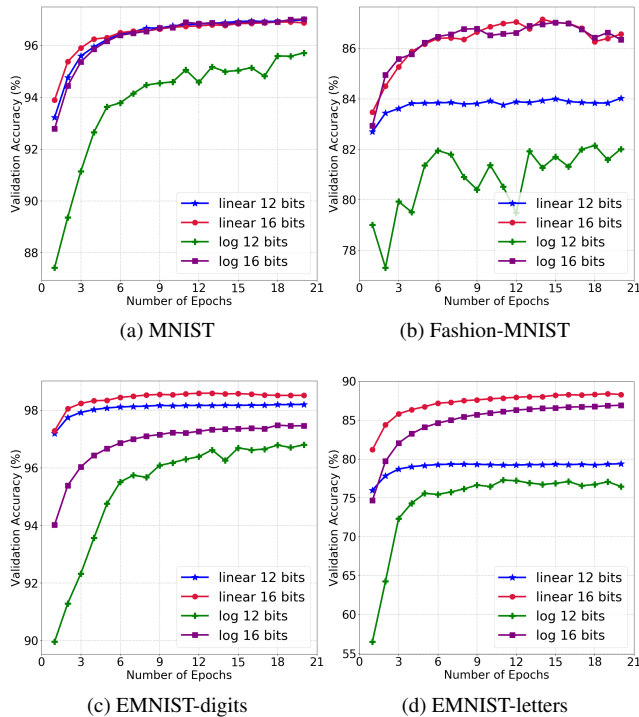 Validation Accuracy (%)
96
94
92
90
88
0 3 6 9 12 15 18 21
Number of Epochs
linear 12 bits
linear 16 bits
log 12 bits
log 16 bits
(a) MNIST
Validation Accuracy (%)
86
84
82
80
78
0 3 6 9 12 15 18 21
Number of Epochs
linear 12 bits
linear 16 bits
log 12 bits
log 16 bits
(b) Fashion-MNIST
Validation Accuracy (%)
98
96
94
92
90
0 3 6 9 12 15 18 21
Number of Epochs
linear 12 bits
linear 16 bits
log 12 bits
log 16 bits
(c) EMNIST-digits
Validation Accuracy (%)
90
85
80
75
70
65
60
55
0 3 6 9 12 15 18 21
Number of Epochs
linear 12 bits
linear 16 bits
log 12 bits
log 16 bits
(d) EMNIST-letters